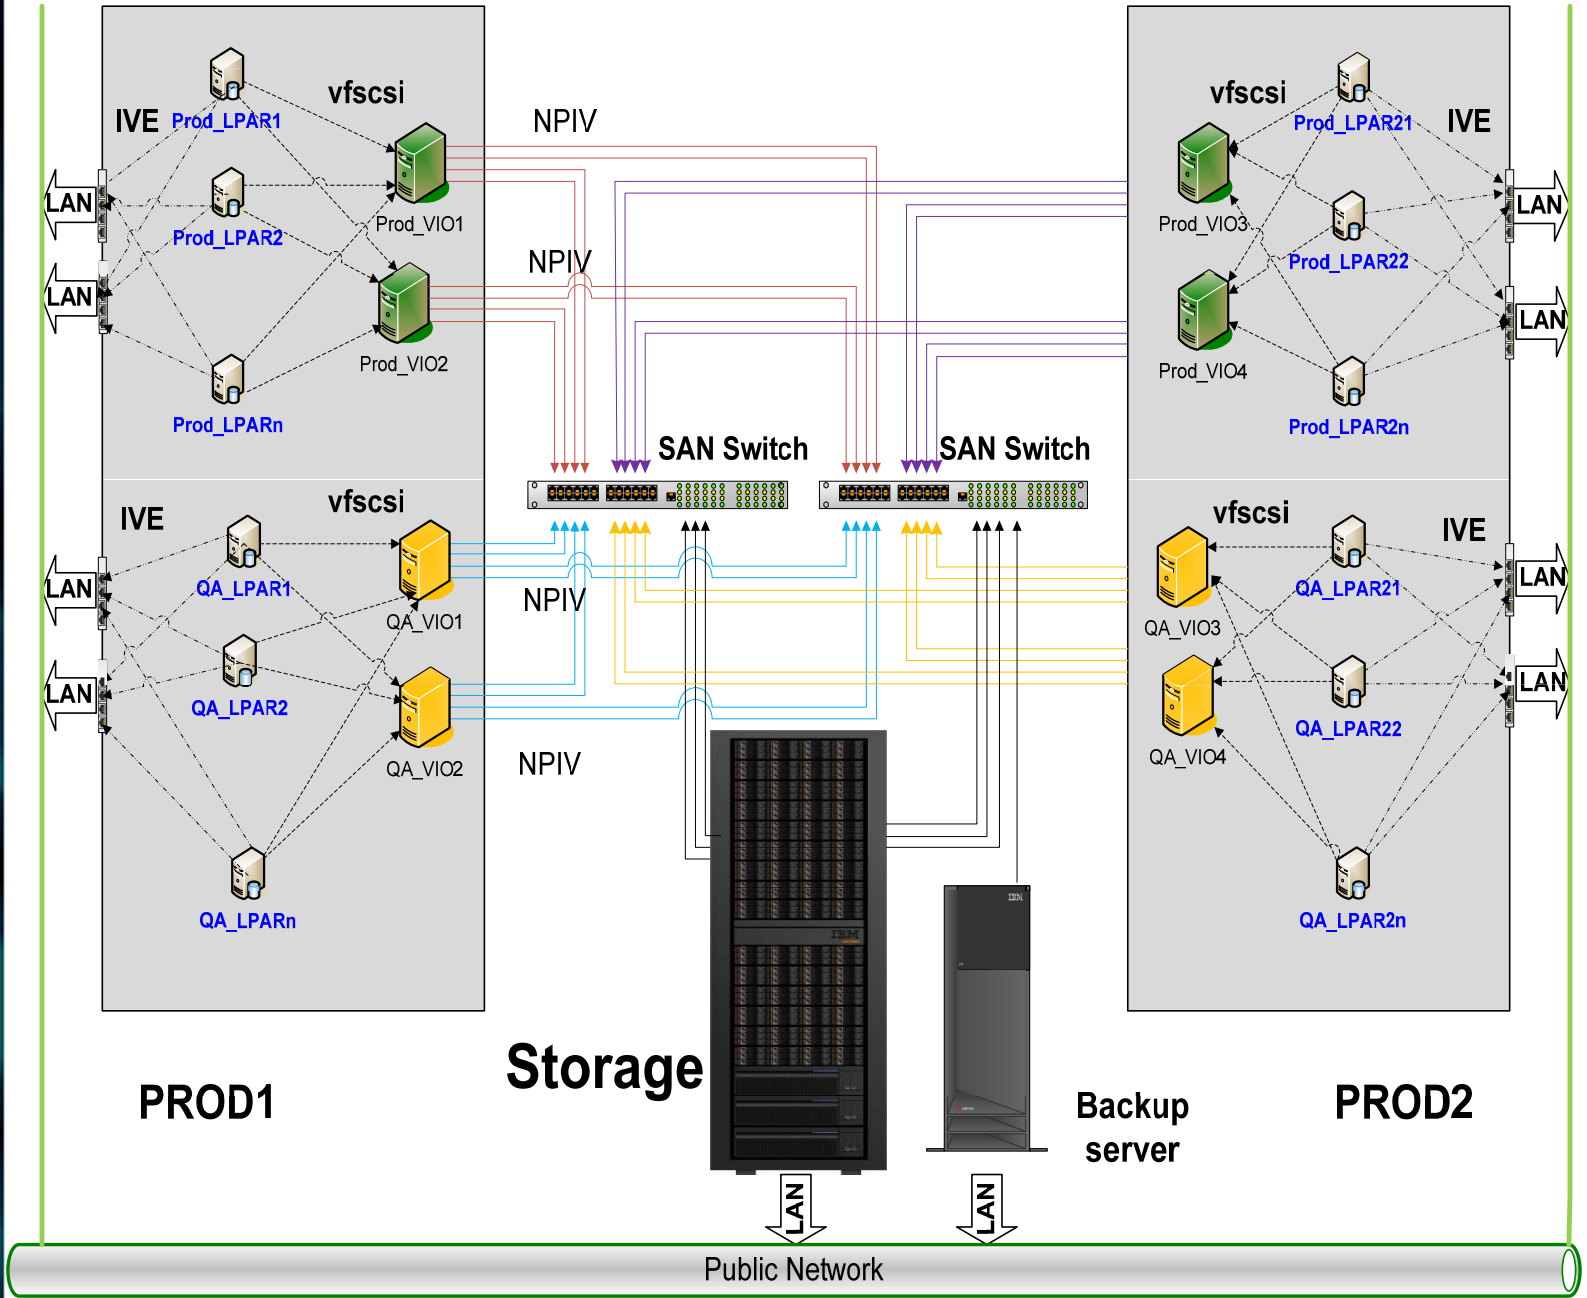 vfscsi
IVE
Prod_LPAR1
NPIV
LAN
Prod_VIO1
Prod_LPAR2
NPIV
LAN
Prod_VIO2
Prod_LPARn
vfscsi
Prod_LPAR21
IVE
LAN
Prod_VIO3
Prod_LPAR22
LAN
Prod_VIO4
Prod_LPAR2n
SAN Switch
SAN Switch
vfscsi
IVE
QA_LPAR1
LAN
NPIV
QA_VIO1
LAN
QA_LPAR2
NPIV
QA_VIO2
QA_LPARn
vfscsi
IVE
QA_LPAR21
LAN
QA_VIO3
LAN
QA_LPAR22
QA_VIO4
QA_LPAR2n
IBM
IBM
Storage
PROD1
Backup
server
PROD2
LAN
LAN
Public Network